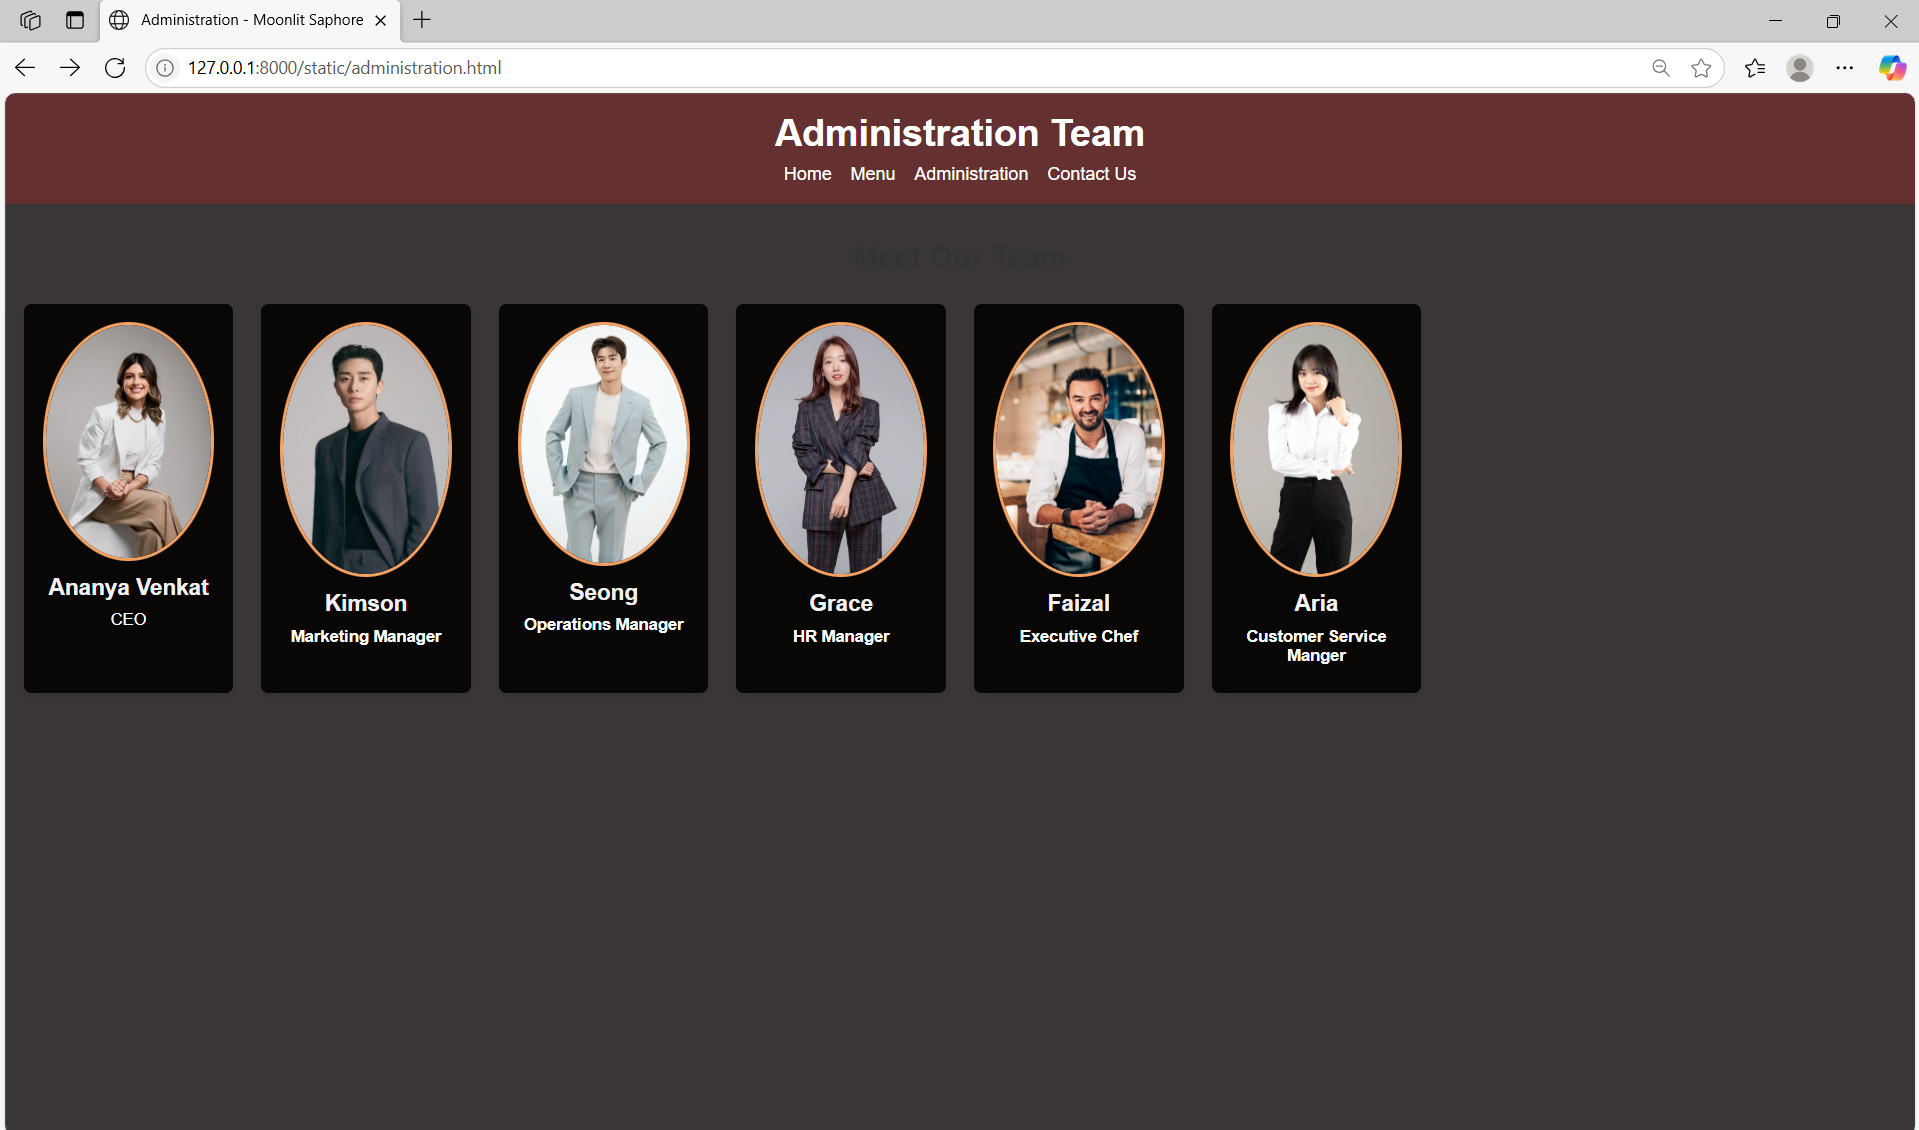 Administration - Moonlit Saphore
127.0.0.1:8000/static/administration.html
Administration Team
Home Menu Administration Contact Us
Meet Our Team
Ananya Venkat
CEO
Kimson
Marketing Manager
Seong
Operations Manager
Grace
HR Manager
Faizal
Executive Chef
Aria
Customer Service
Manger